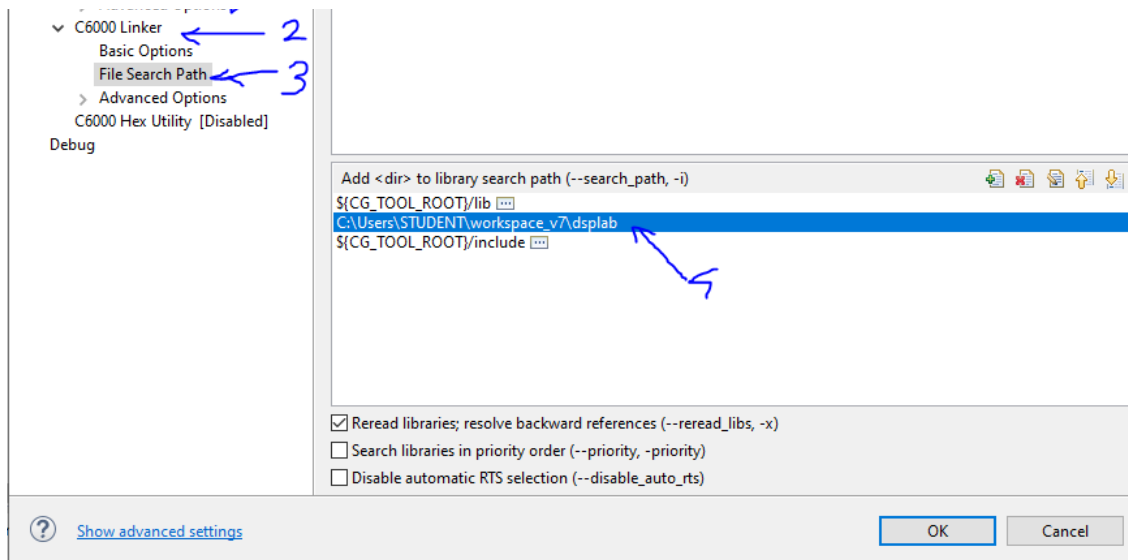 C6000 Linker 2
Basic Options
File Search Path 3
Advanced Options
C6000 Hex Utility [Disabled]
Debug
Add <dir> to library search path (--search_path, -i)
${CG_TOOL_ROOT}/lib
C:\Users\STUDENT\workspace_v7\dsplab
${CG_TOOL_ROOT}/include
Reread libraries; resolve backward references (--reread_libs, -x)
Search libraries in priority order (--priority, -priority)
Disable automatic RTS selection (--disable_auto_rts)
? Show advanced settings OK Cancel